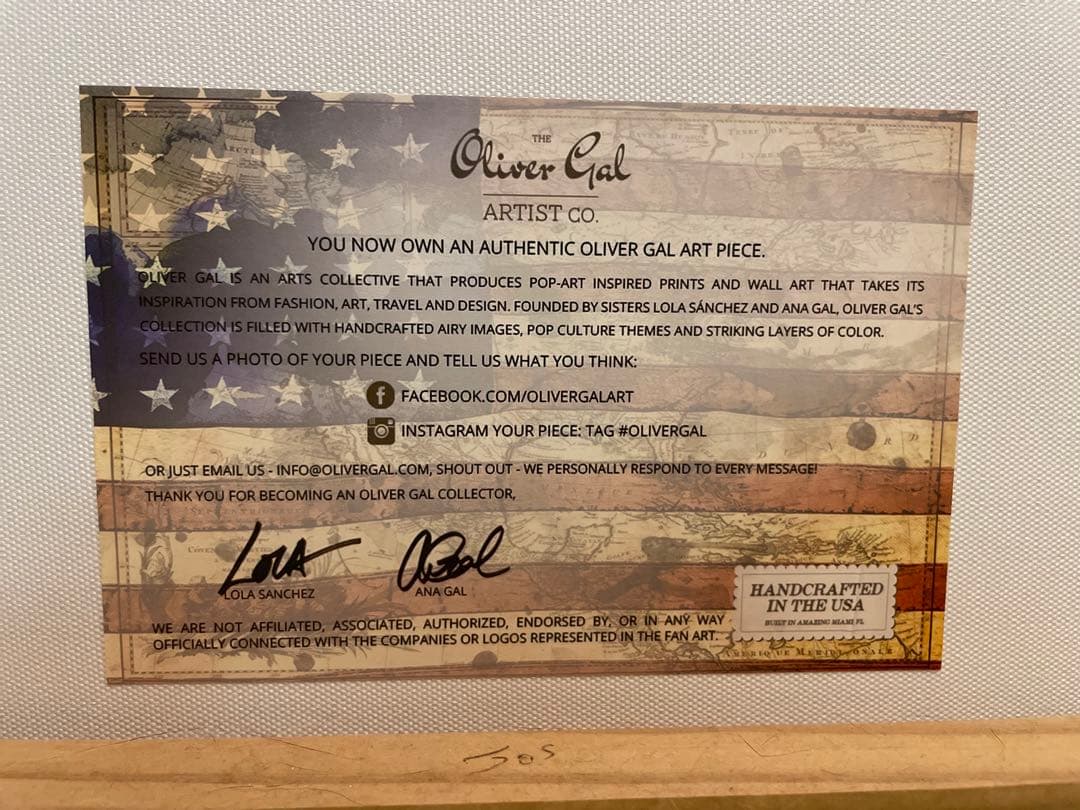 THE
Oliver Gal
ARTIST CO.
YOU NOW OWN AN AUTHENTIC OLIVER GAL ART PIECE.
OLIVER GAL IS AN ARTS COLLECTIVE THAT PRODUCES POP-ART INSPIRED PRINTS AND WALL ART THAT TAKES ITS
INSPIRATION FROM FASHION, ART, TRAVEL AND DESIGN. FOUNDED BY SISTERS LOLA SÁNCHEZ AND ANA GAL, OLIVER GAL'S
COLLECTION IS FILLED WITH HANDCRAFTED AIRY IMAGES, POP CULTURE THEMES AND STRIKING LAYERS OF COLOR.
SEND US A PHOTO OF YOUR PIECE AND TELL US WHAT YOU THINK:
FACEBOOK.COM/OLIVERGALART
INSTAGRAM YOUR PIECE: TAG #OLIVERGAL
OR JUST EMAIL US - INFO@OLIVERGAL.COM, SHOUT OUT - WE PERSONALLY RESPOND TO EVERY MESSAGE!
THANK YOU FOR BECOMING AN OLIVER GAL COLLECTOR,
LOLA
LOLA SANCHEZ
ANA GAL
HANDCRAFTED
IN THE USA
BUILT IN AMAZING MIAMI FL
WE ARE NOT AFFILIATED, ASSOCIATED, AUTHORIZED, ENDORSED BY, OR IN ANY WAY
OFFICIALLY CONNECTED WITH THE COMPANIES OR LOGOS REPRESENTED IN THE FAN ART.